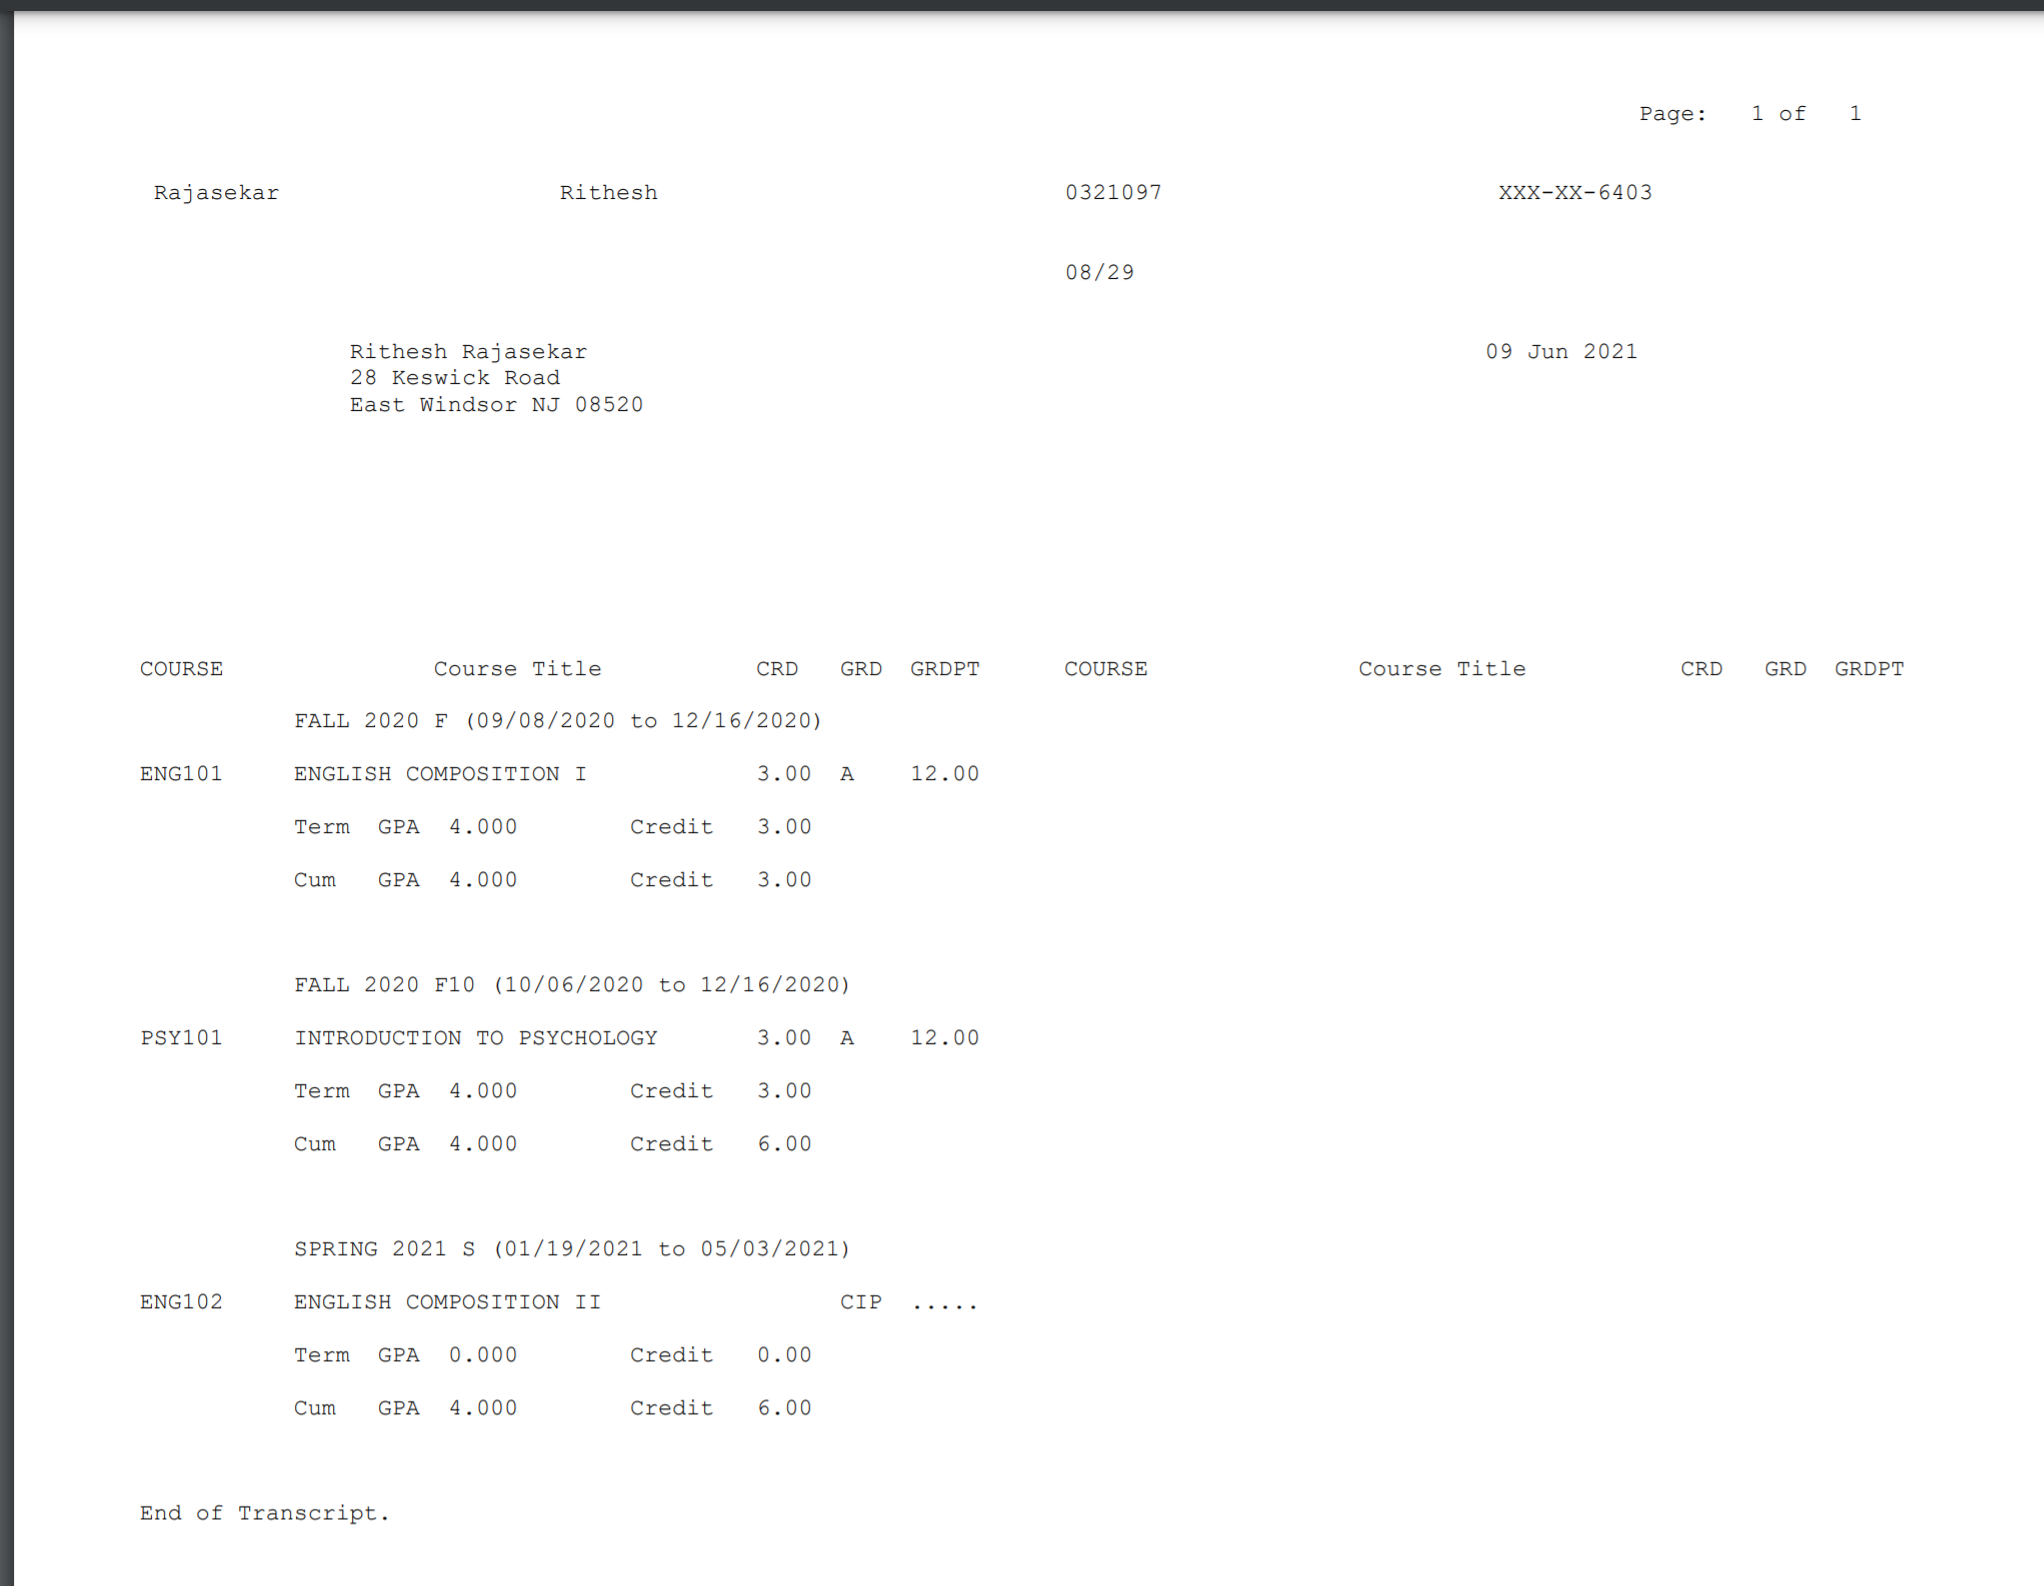 Page: 1 of 1
Rajasekar Rithesh 0321097 XXX-XX-6403
08/29
Rithesh Rajasekar 09 Jun 2021
28 Keswick Road
East Windsor NJ 08520
COURSE Course Title CRD GRD GRDPT COURSE Course Title CRD GRD GRDPT
FALL 2020 F (09/08/2020 to 12/16/2020)
ENG101 ENGLISH COMPOSITION I 3.00 A 12.00
Term GPA 4.000 Credit 3.00
Cum GPA 4.000 Credit 3.00
FALL 2020 F10 (10/06/2020 to 12/16/2020)
PSY101 INTRODUCTION TO PSYCHOLOGY 3.00 A 12.00
Term GPA 4.000 Credit 3.00
Cum GPA 4.000 Credit 6.00
SPRING 2021 S (01/19/2021 to 05/03/2021)
ENG102 ENGLISH COMPOSITION II CIP .....
Term GPA 0.000 Credit 0.00
Cum GPA 4.000 Credit 6.00
End of Transcript.